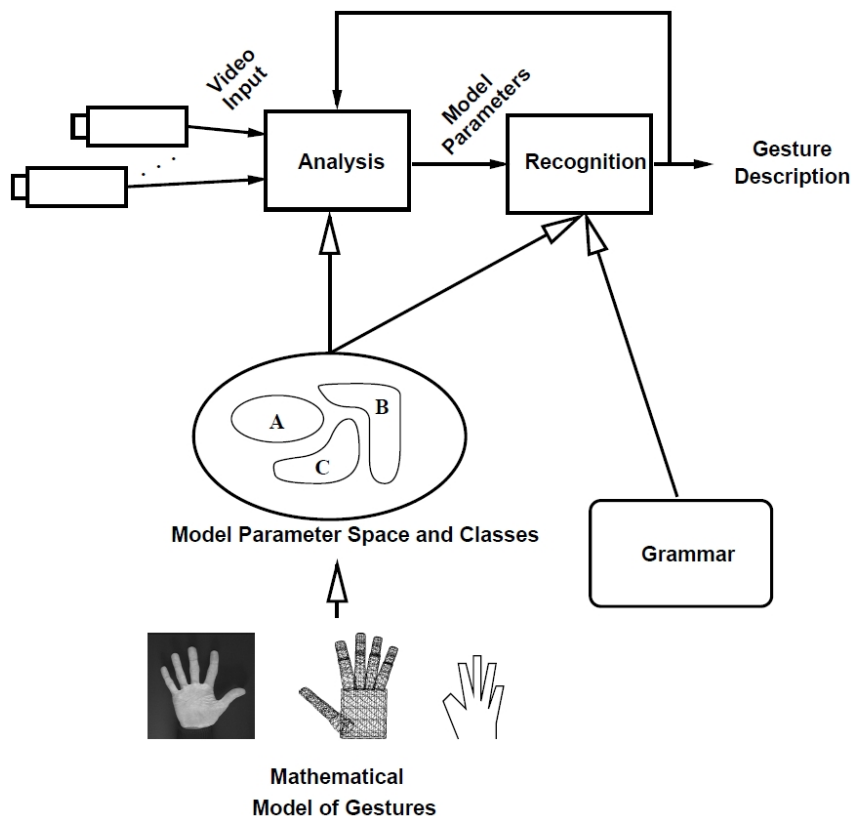 Video
Input
Model
Parameters
Analysis
Recognition
Gesture
Description
A
B
C
Model Parameter Space and Classes
Grammar
Mathematical
Model of Gestures